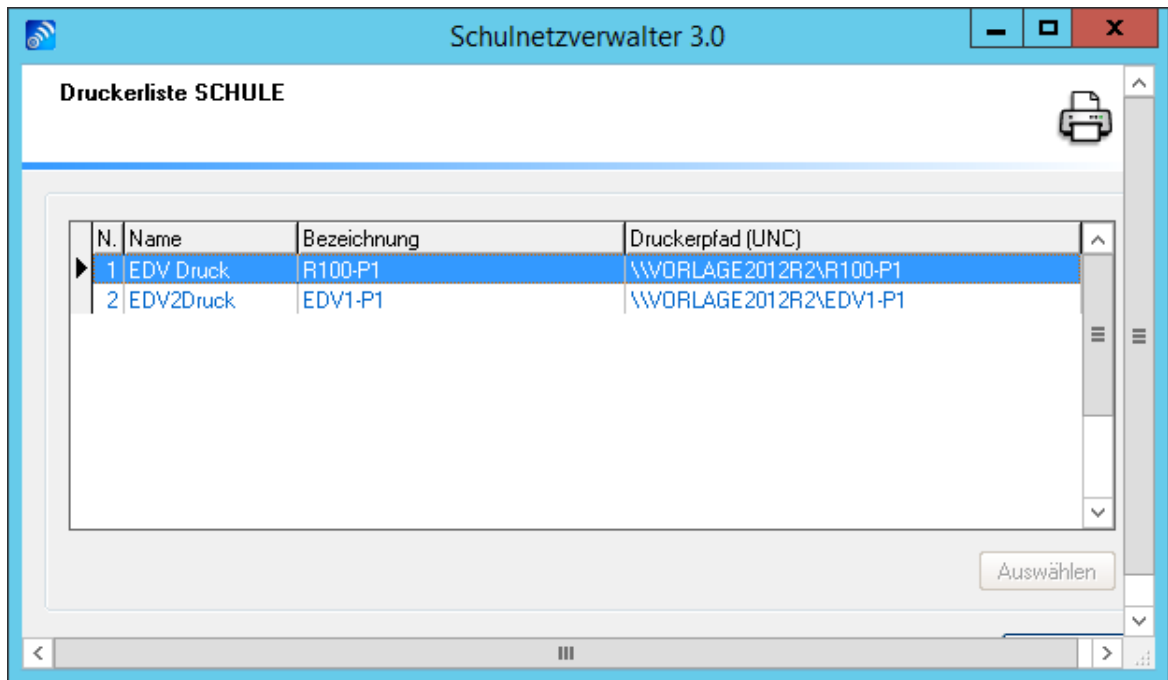 Schulnetzverwalter 3.0
Druckerliste SCHULE
N. Name Bezeichnung Druckerpfad (UNC)
1 EDV Druck R100-P1 \\VORLAGE2012R2\R100-P1
2 EDV2Druck EDV1-P1 \\VORLAGE2012R2\EDV1-P1
Auswählen